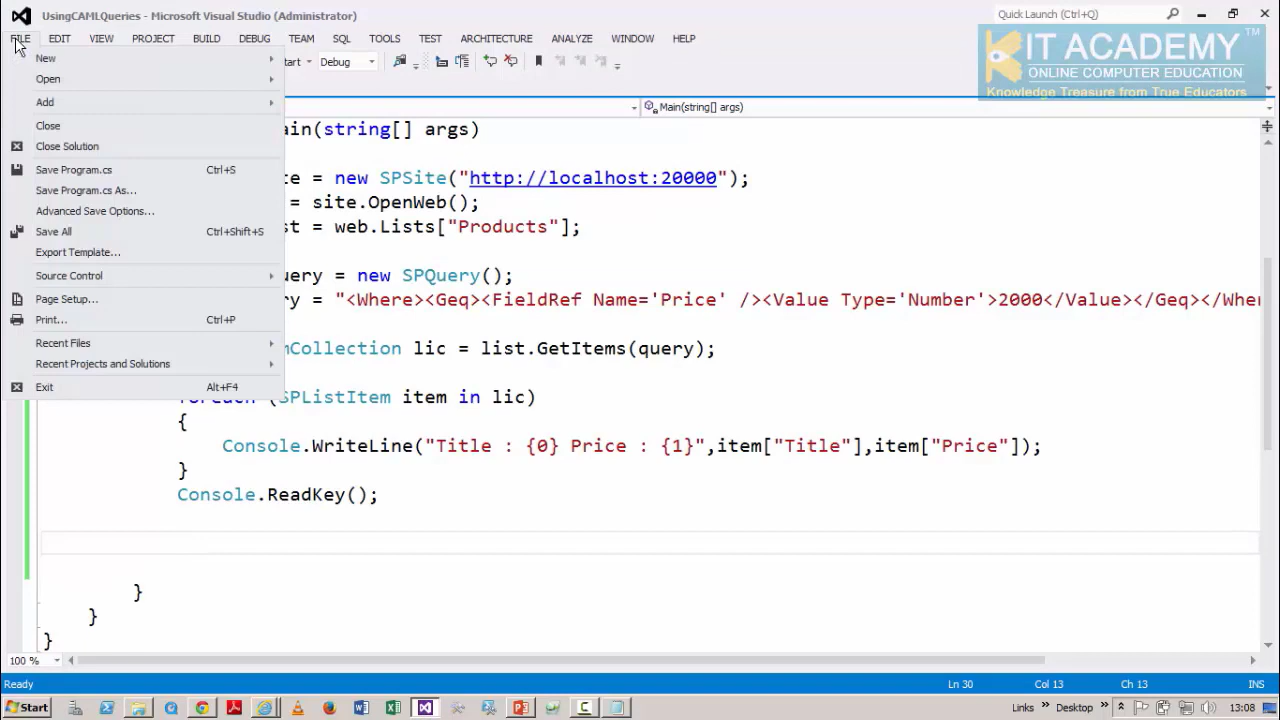 UsingCAMLQueries - Microsoft Visual Studio (Administrator)
Quick Launch (Ctrl+Q)
FILE EDIT VIEW PROJECT BUILD DEBUG TEAM SQL TOOLS TEST ARCHITECTURE ANALYZE WINDOW HELP
KIT ACADEMY TM
ONLINE COMPUTER EDUCATION
Knowledge Treasure from True Educators
New
Open
Add
Close
Close Solution
Save Program.cs Ctrl+S
Save Program.cs As...
Advanced Save Options...
Save All Ctrl+Shift+S
Export Template...
Source Control
Page Setup...
Print... Ctrl+P
Recent Files
Recent Projects and Solutions
Exit Alt+F4
tart Debug
Main(string[] args)
ain(string[] args)
te = new SPSite("http://localhost:20000");
= site.OpenWeb();
st = web.Lists["Products"];
uery = new SPQuery();
ry = "<Where><Geq><FieldRef Name='Price' /><Value Type='Number'>2000</Value></Geq></Wher
mCollection lic = list.GetItems(query);
foreach (SPListItem item in lic)
{
Console.WriteLine("Title : {0} Price : {1}",item["Title"],item["Price"]);
}
Console.ReadKey();
}
}
}
100 %
Ready Ln 30 Col 13 Ch 13 INS
Start Links » Desktop » 13:08